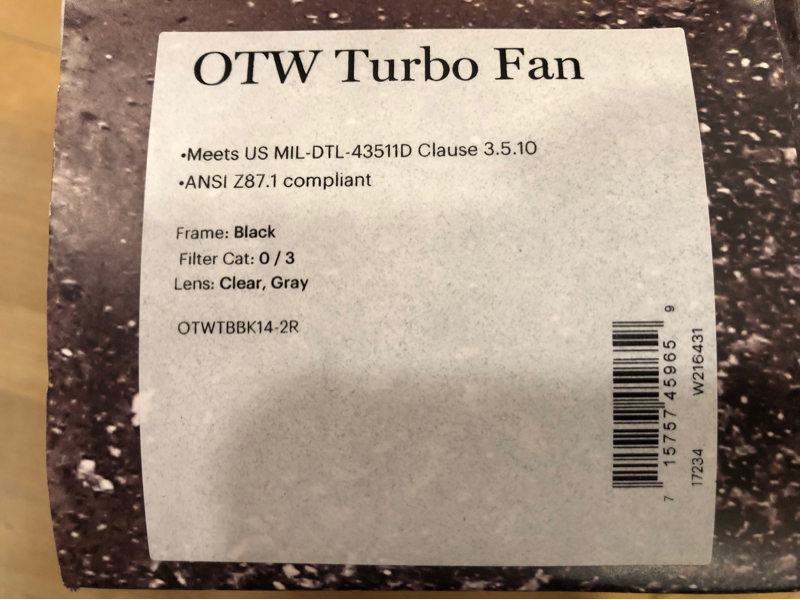 OTW Turbo Fan
•Meets US MIL-DTL-43511D Clause 3.5.10
•ANSI Z87.1 compliant
Frame: Black
Filter Cat: 0 / 3
Lens: Clear, Gray
OTWTBBK14-2R
7 15757 45965 9
17234 W216431